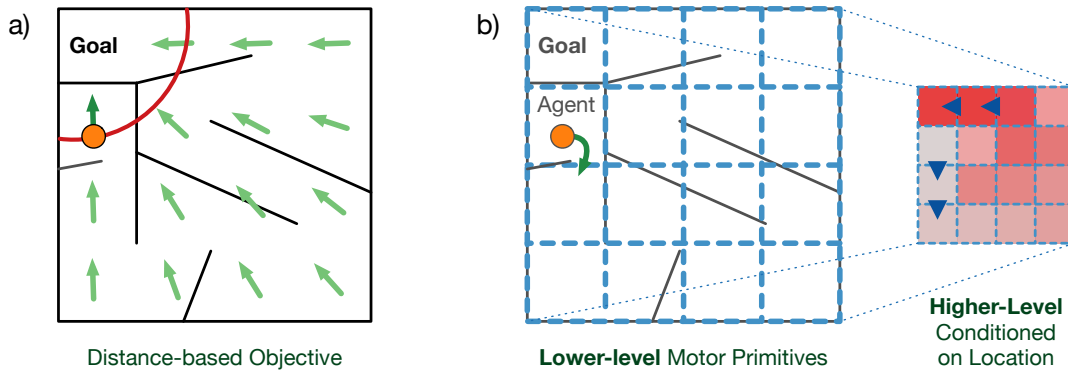 a)
Goal
Distance-based Objective
b)
Goal
Agent
Lower-level Motor Primitives
Higher-Level
Conditioned
on Location